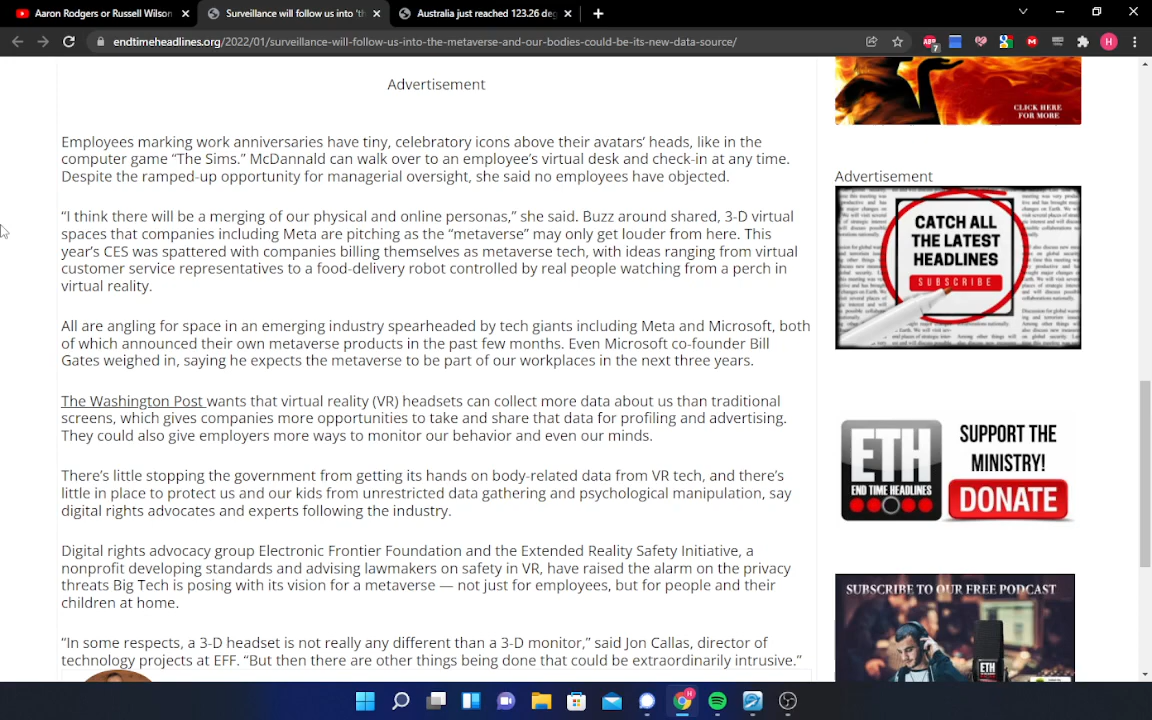 Aaron Rodgers or Russell Wilson
Surveillance will follow us into 'th
Australia just reached 123.26 de
endtimeheadlines.org/2022/01/surveillance-will-follow-us-into-the-metaverse-and-our-bodies-could-be-its-new-data-source/
ABP
7
M
H
Advertisement
Employees marking work anniversaries have tiny, celebratory icons above their avatars' heads, like in the
computer game “The Sims.” McDannald can walk over to an employee’s virtual desk and check-in at any time.
Despite the ramped-up opportunity for managerial oversight, she said no employees have objected.
“I think there will be a merging of our physical and online personas,” she said. Buzz around shared, 3-D virtual
spaces that companies including Meta are pitching as the “metaverse” may only get louder from here. This
year’s CES was spattered with companies billing themselves as metaverse tech, with ideas ranging from virtual
customer service representatives to a food-delivery robot controlled by real people watching from a perch in
virtual reality.
All are angling for space in an emerging industry spearheaded by tech giants including Meta and Microsoft, both
of which announced their own metaverse products in the past few months. Even Microsoft co-founder Bill
Gates weighed in, saying he expects the metaverse to be part of our workplaces in the next three years.
The Washington Post wants that virtual reality (VR) headsets can collect more data about us than traditional
screens, which gives companies more opportunities to take and share that data for profiling and advertising.
They could also give employers more ways to monitor our behavior and even our minds.
There’s little stopping the government from getting its hands on body-related data from VR tech, and there’s
little in place to protect us and our kids from unrestricted data gathering and psychological manipulation, say
digital rights advocates and experts following the industry.
Digital rights advocacy group Electronic Frontier Foundation and the Extended Reality Safety Initiative, a
nonprofit developing standards and advising lawmakers on safety in VR, have raised the alarm on the privacy
threats Big Tech is posing with its vision for a metaverse — not just for employees, but for people and their
children at home.
“In some respects, a 3-D headset is not really any different than a 3-D monitor,” said Jon Callas, director of
technology projects at EFF. “But then there are other things being done that could be extraordinarily intrusive.”
CLICK HERE
FOR MORE
Advertisement
CATCH ALL
THE LATEST
HEADLINES
SUBSCRIBE
ETH
END TIME HEADLINES
SUPPORT THE
MINISTRY!
DONATE
SUBSCRIBE TO OUR FREE PODCAST
ETH
H